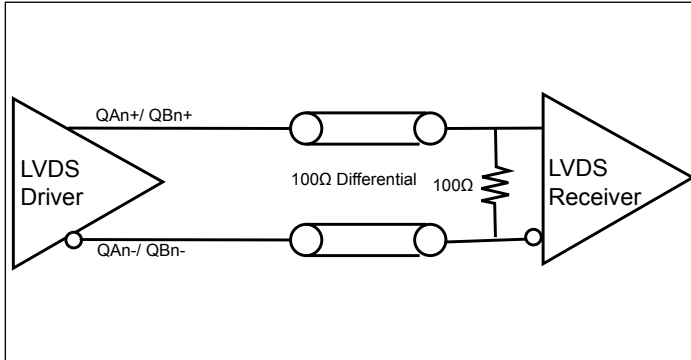 QAn+/ QBn+
LVDS
Driver
100Ω Differential
100Ω
LVDS
Receiver
QAn-/ QBn-